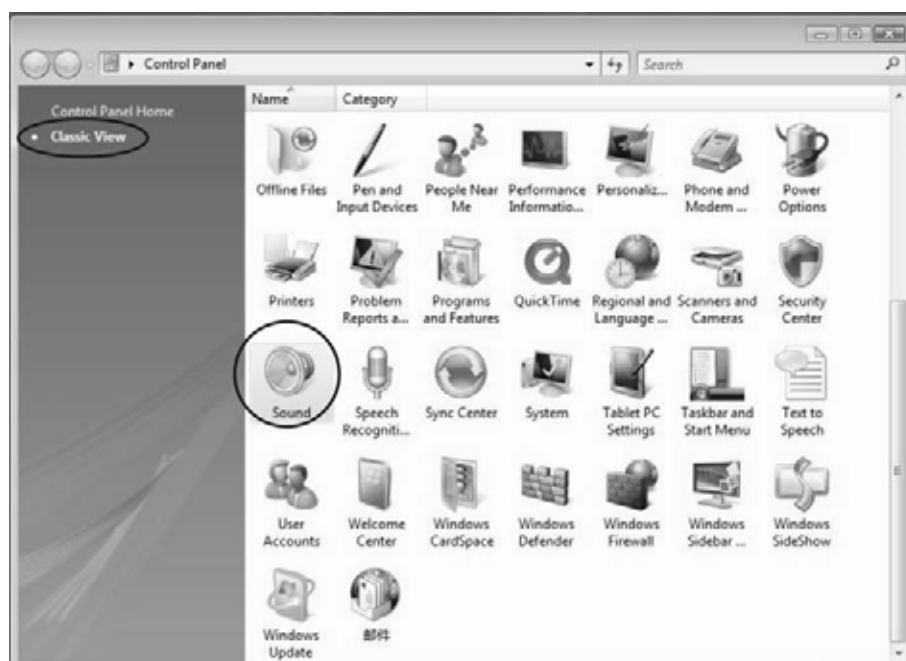 Control Panel
Search
Control Panel Home
Classic View
Name Category
Offline Files
Pen and
Input Devices
People Near
Me
Performance
Informatio...
Personaliz...
Phone and
Modem ...
Power
Options
Printers
Problem
Reports a...
Programs
and Features
QuickTime
Regional and
Language ...
Scanners and
Cameras
Security
Center
Sound
Speech
Recogniti...
Sync Center
System
Tablet PC
Settings
Taskbar and
Start Menu
Text to
Speech
User
Accounts
Welcome
Center
Windows
CardSpace
Windows
Defender
Windows
Firewall
Windows
Sidebar ...
Windows
SideShow
Windows
Update
邮件